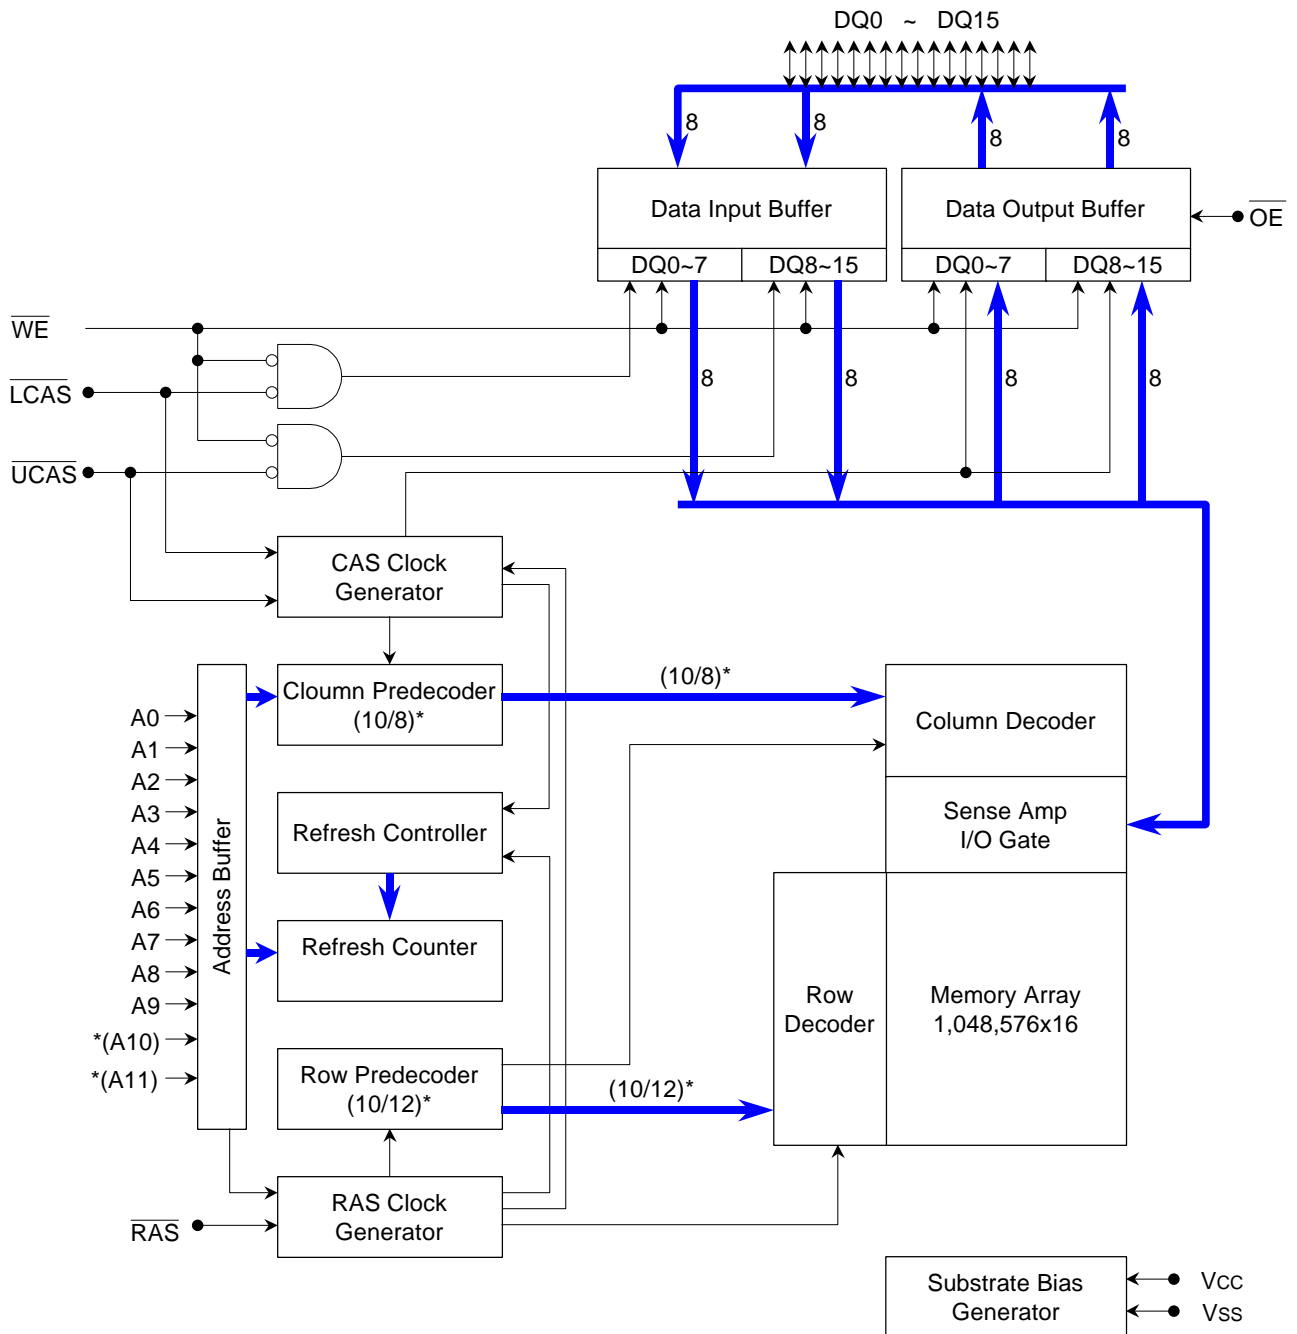 DQ0 ~ DQ15
8
8
8
8
Data Input Buffer
Data Output Buffer
OE
DQ0~7
DQ8~15
DQ0~7
DQ8~15
WE
LCAS
8
8
8
8
UCAS
CAS Clock
Generator
Cloumn Predecoder
(10/8)*
(10/8)*
Column Decoder
A0
A1
A2
A3
A4
A5
A6
A7
A8
A9
*(A10)
*(A11)
Address Buffer
Refresh Controller
Sense Amp
I/O Gate
Refresh Counter
Row
Decoder
Memory Array
1,048,576x16
Row Predecoder
(10/12)*
(10/12)*
RAS Clock
Generator
RAS
Substrate Bias
Generator
VCC
VSS